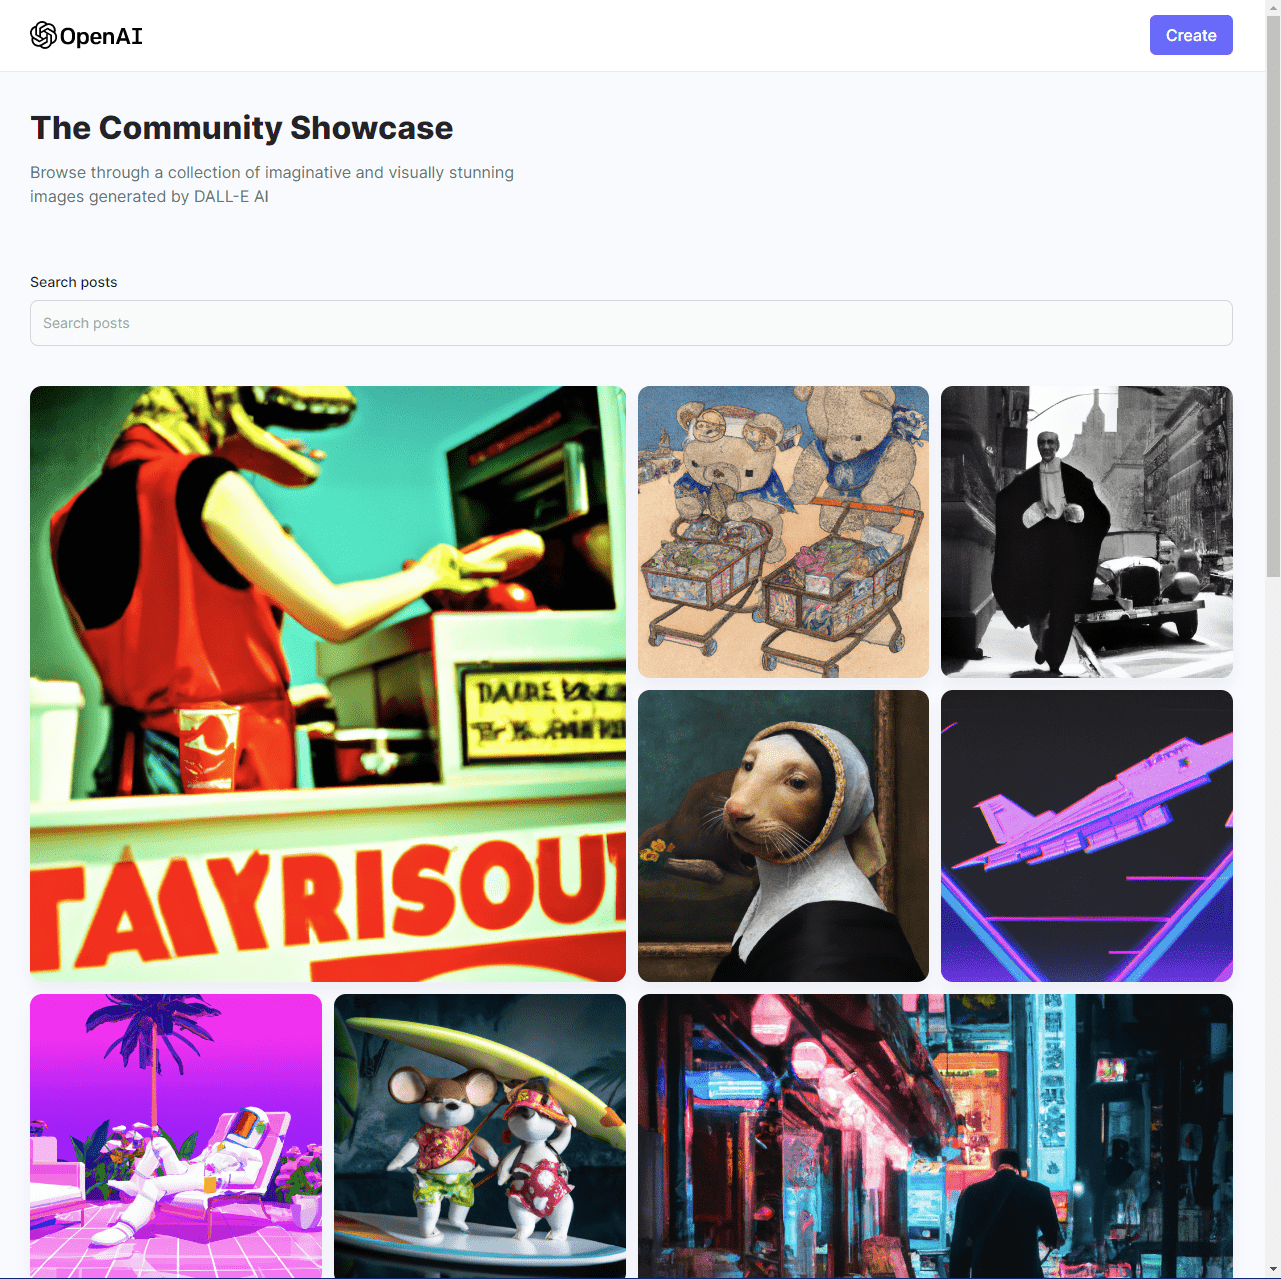 OpenAI
Create
The Community Showcase
Browse through a collection of imaginative and visually stunning
images generated by DALL-E AI
Search posts
Search posts
TAAYRISOUT